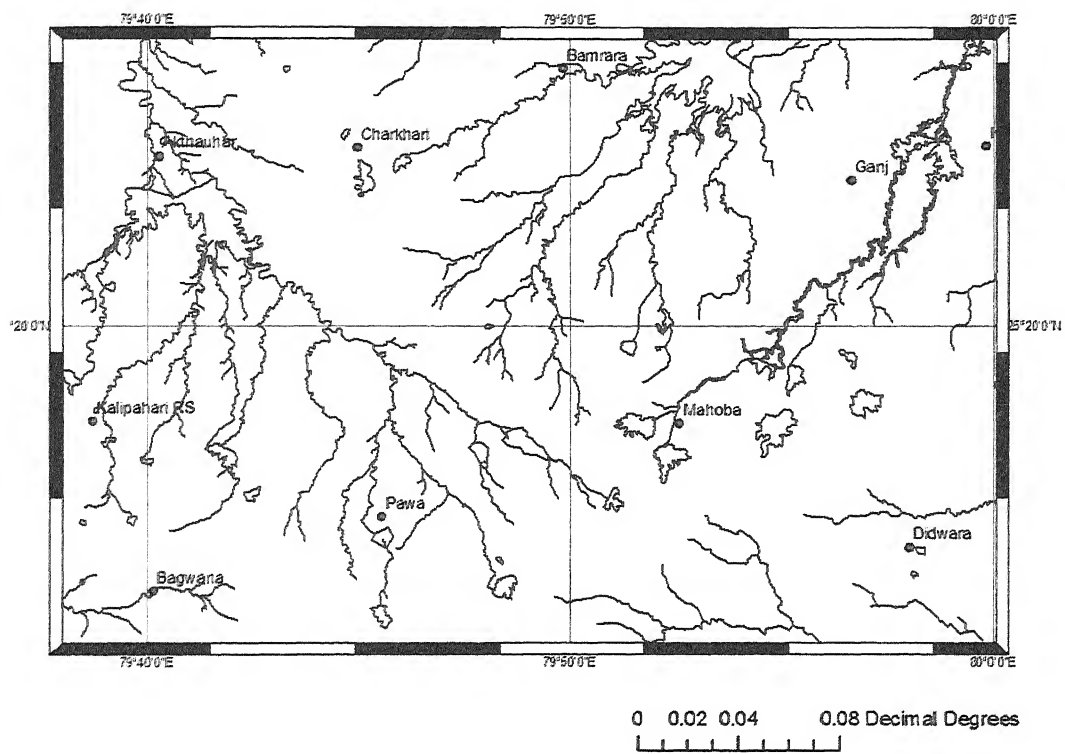 79°40'0"E 79°50'0"E 80°0'0"E
Bamrara
Charkhari
Ganj
25°20'0"N
Kalipahari RS
Mahoba
Pawa
Didwara
Bagwana
79°40'0"E 79°50'0"E 80°0'0"E
0 0.02 0.04 0.08 Decimal Degrees